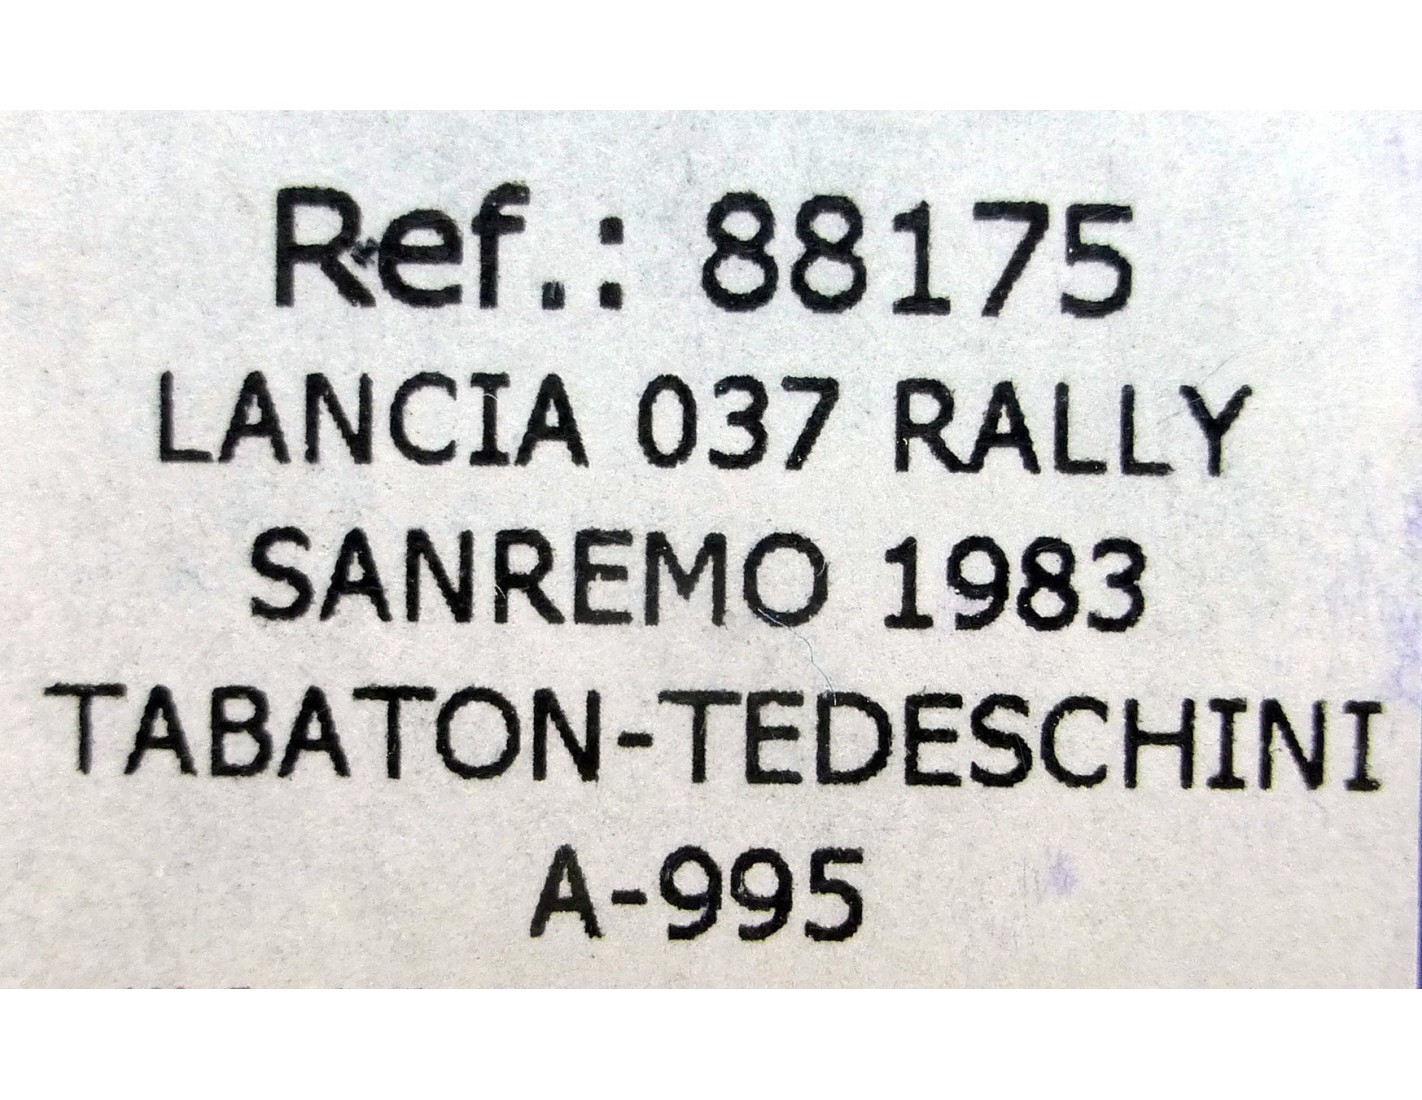 Ref.: 88175
LANCIA 037 RALLY
SANREMO 1983
TABATON-TEDESCHINI
A-995